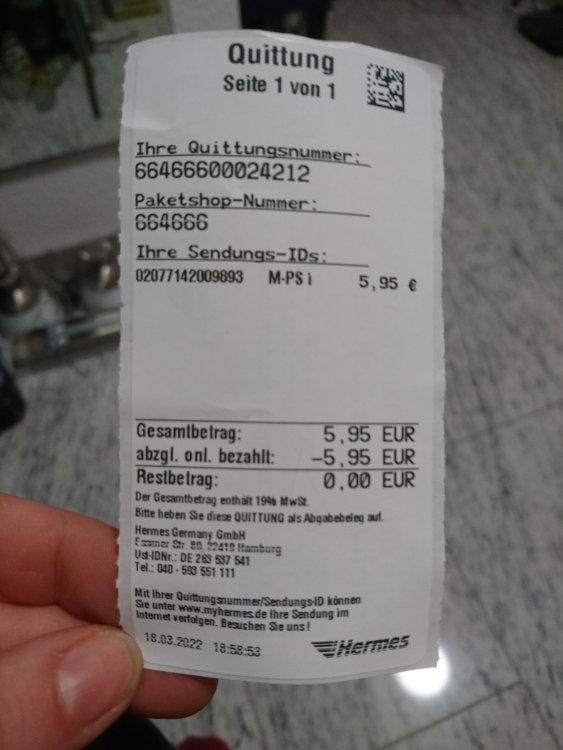 Quittung
Seite 1 von 1
Ihre Quittungsnummer:
66466600024212
Paketshop-Nummer:
664666
Ihre Sendungs-IDs:
02077142009893 M-PS i 5,95 €
Gesamtbetrag: 5,95 EUR
abzgl. onl. bezahlt: -5,95 EUR
Restbetrag: 0,00 EUR
Der Gesamtbetrag enthält 19% MwSt.
Bitte heben Sie diese QUITTUNG als Abgabebeleg auf.
Hermes Germany GmbH
Essener Str. 89, 22419 Hamburg
Ust-IDNr.: DE 263 537 541
Tel.: 040 - 593 551 111
Mit Ihrer Quittungsnummer/Sendungs-ID können
Sie unter www.myhermes.de Ihre Sendung im
Internet verfolgen. Besuchen Sie uns!
18.03.2022 18:58:53
Hermes